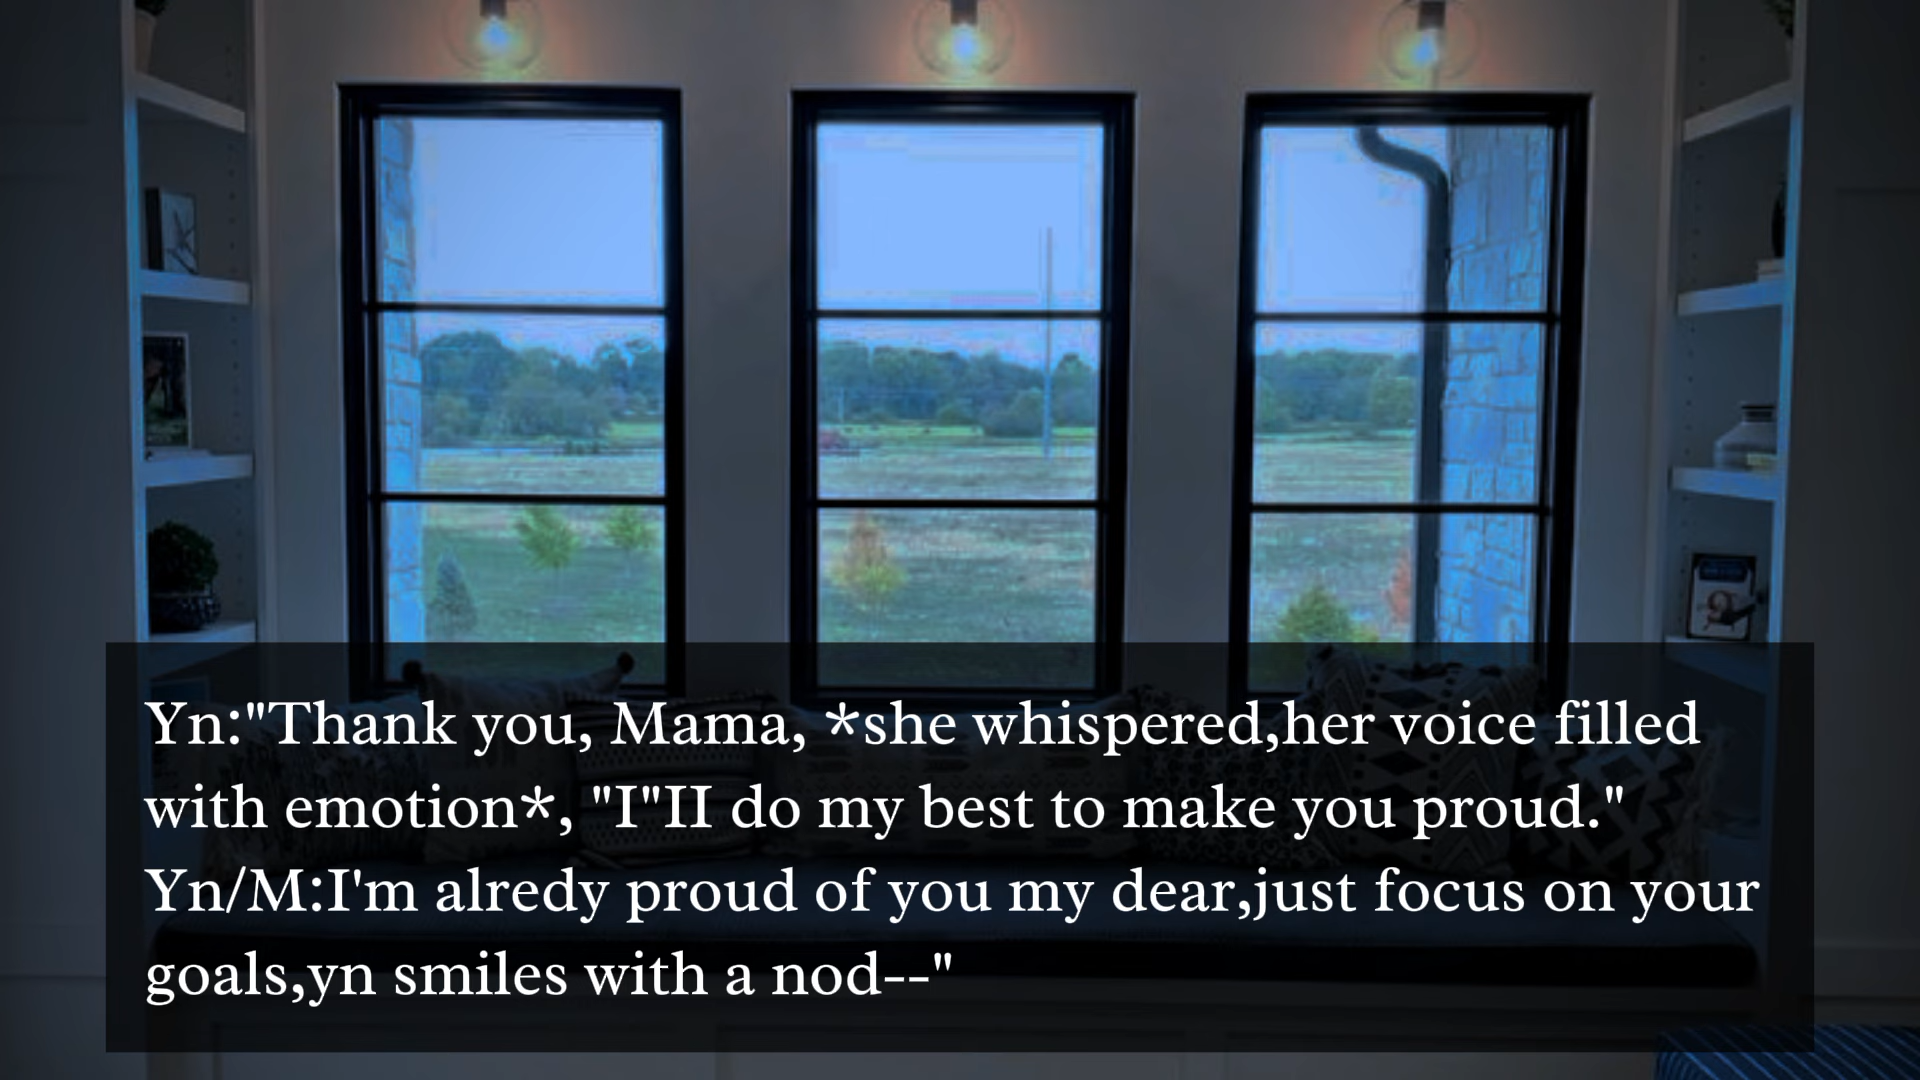 Yn:"Thank you, Mama, *she whispered,her voice filled
with emotion*, "I"II do my best to make you proud."
Yn/M:I'm alredy proud of you my dear,just focus on your
goals,yn smiles with a nod--"